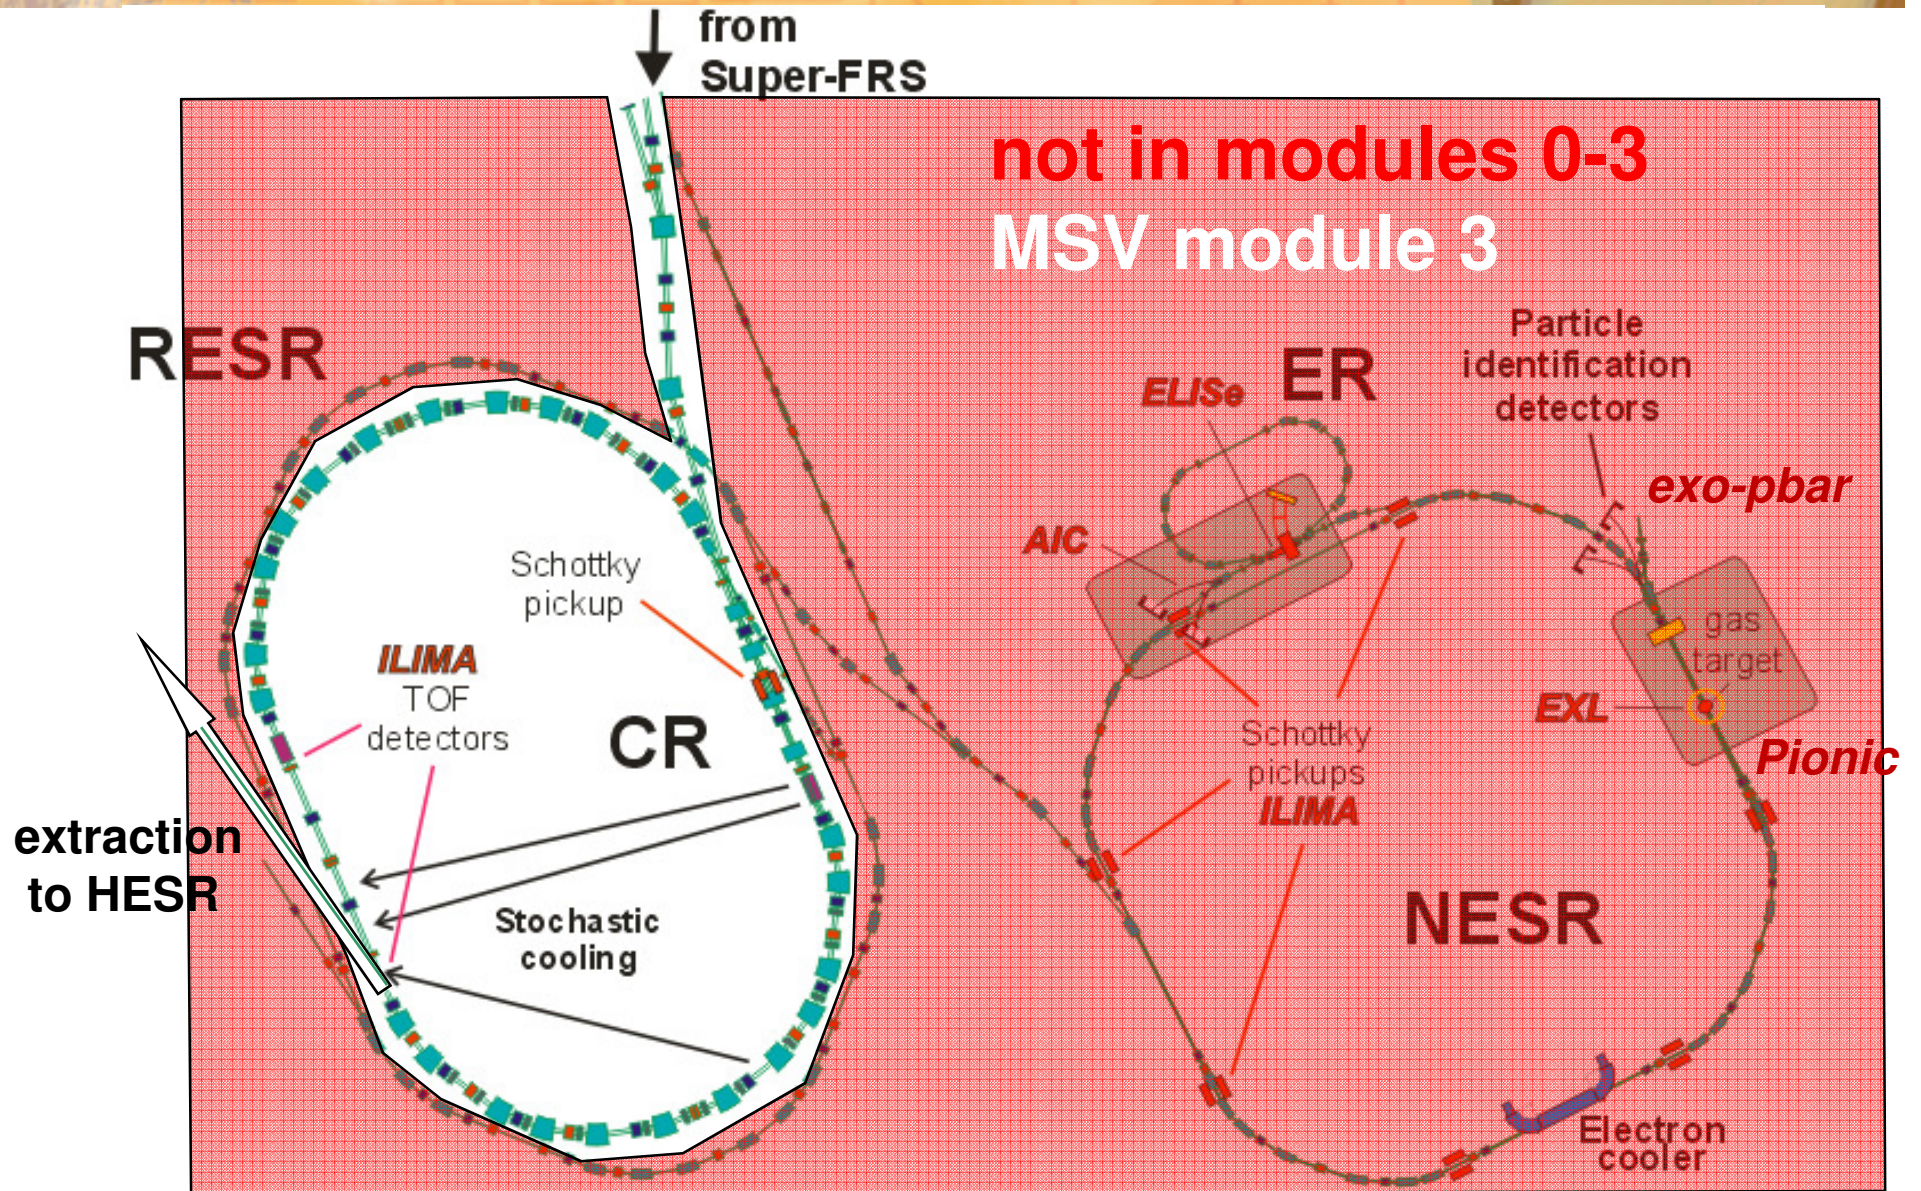 from
Super-FRS
not in modules 0-3
MSV module 3
RESR
ER
ELISe
Particle
identification
detectors
exo-pbar
AIC
Schottky
pickup
gas
target
ILIMA
TOF
detectors
CR
EXL
Schottky
pickups
ILIMA
Pionic
extraction
to HESR
Stochastic
cooling
NESR
Electron
cooler